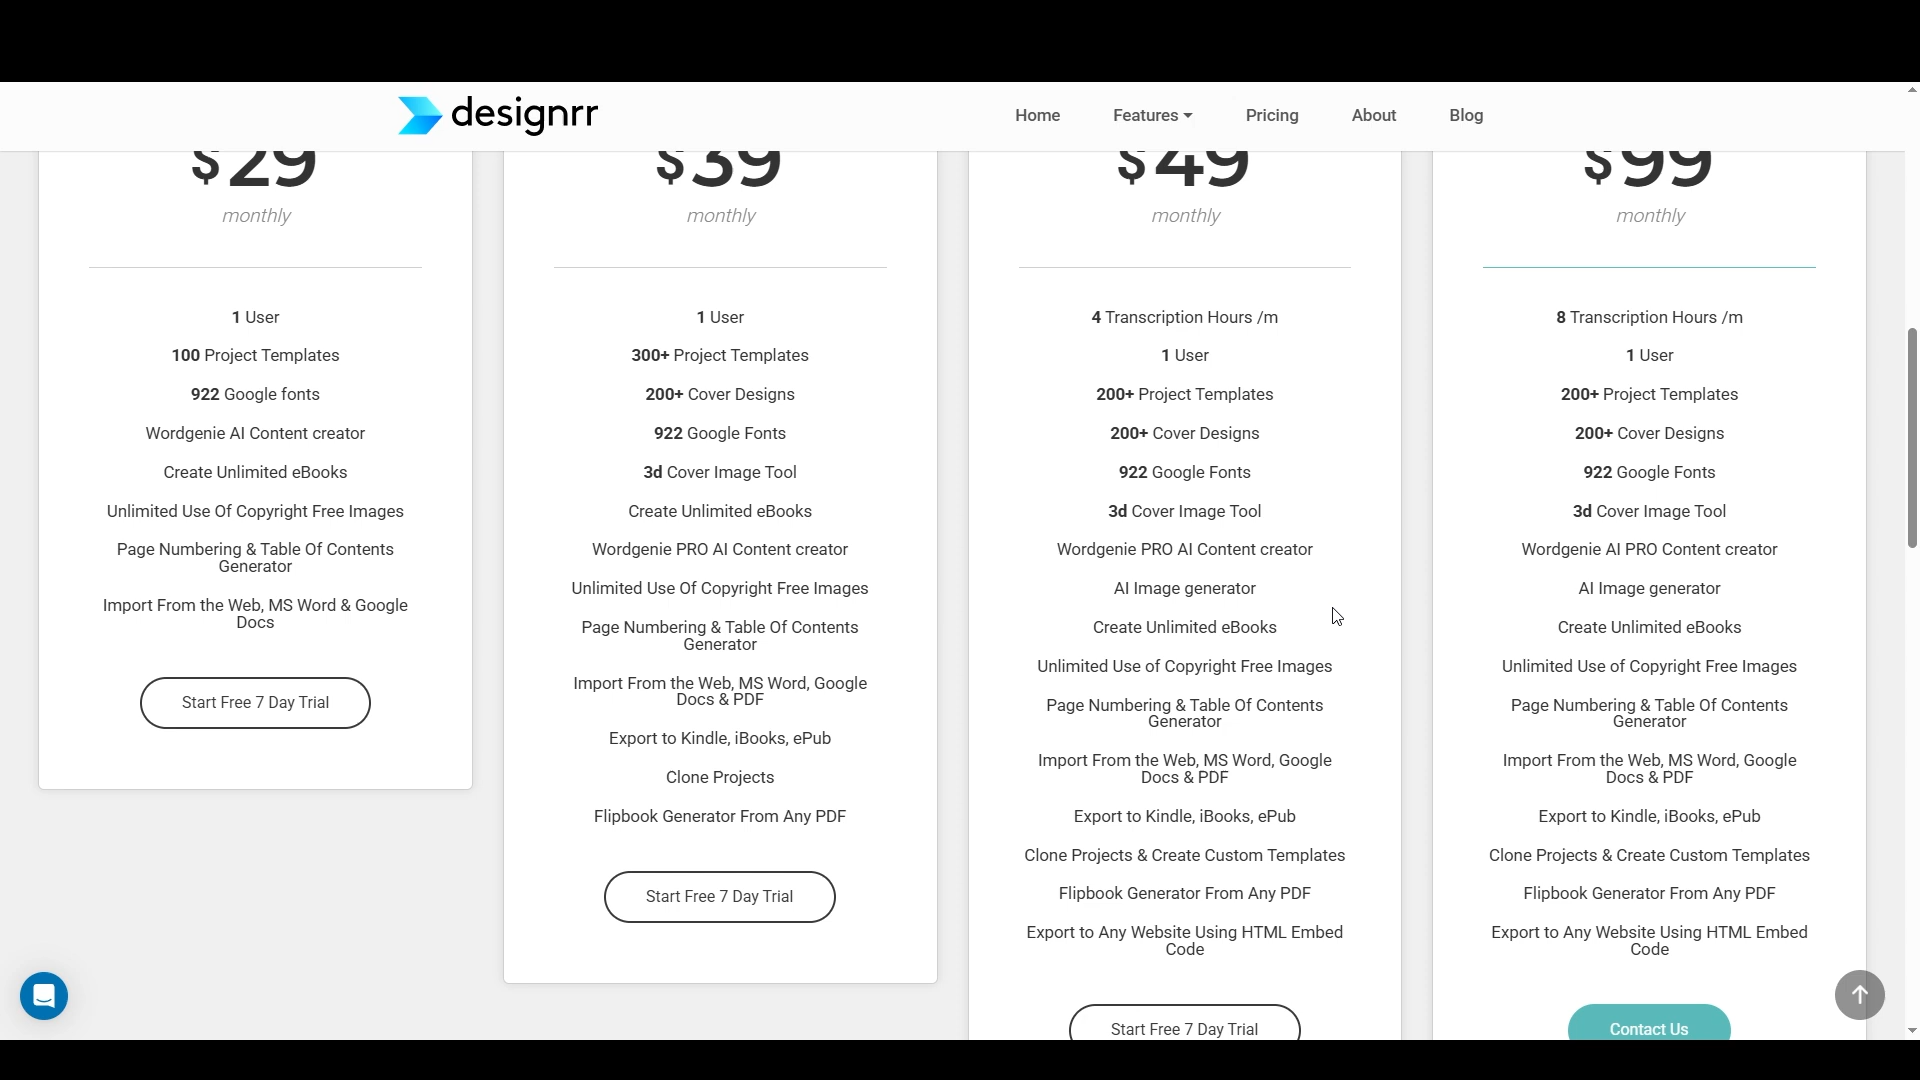 designrr
Home
Features
Pricing
About
Blog
$29
monthly
1 User
100 Project Templates
922 Google fonts
Wordgenie AI Content creator
Create Unlimited eBooks
Unlimited Use Of Copyright Free Images
Page Numbering & Table Of Contents
Generator
Import From the Web, MS Word & Google
Docs
Start Free 7 Day Trial
$39
monthly
1 User
300+ Project Templates
200+ Cover Designs
922 Google Fonts
3d Cover Image Tool
Create Unlimited eBooks
Wordgenie PRO AI Content creator
Unlimited Use Of Copyright Free Images
Page Numbering & Table Of Contents
Generator
Import From the Web, MS Word, Google
Docs & PDF
Export to Kindle, iBooks, ePub
Clone Projects
Flipbook Generator From Any PDF
Start Free 7 Day Trial
$49
monthly
4 Transcription Hours /m
1 User
200+ Project Templates
200+ Cover Designs
922 Google Fonts
3d Cover Image Tool
Wordgenie PRO AI Content creator
AI Image generator
Create Unlimited eBooks
Unlimited Use of Copyright Free Images
Page Numbering & Table Of Contents
Generator
Import From the Web, MS Word, Google
Docs & PDF
Export to Kindle, iBooks, ePub
Clone Projects & Create Custom Templates
Flipbook Generator From Any PDF
Export to Any Website Using HTML Embed
Code
Start Free 7 Day Trial
$99
monthly
8 Transcription Hours /m
1 User
200+ Project Templates
200+ Cover Designs
922 Google Fonts
3d Cover Image Tool
Wordgenie AI PRO Content creator
AI Image generator
Create Unlimited eBooks
Unlimited Use of Copyright Free Images
Page Numbering & Table Of Contents
Generator
Import From the Web, MS Word, Google
Docs & PDF
Export to Kindle, iBooks, ePub
Clone Projects & Create Custom Templates
Flipbook Generator From Any PDF
Export to Any Website Using HTML Embed
Code
Contact Us